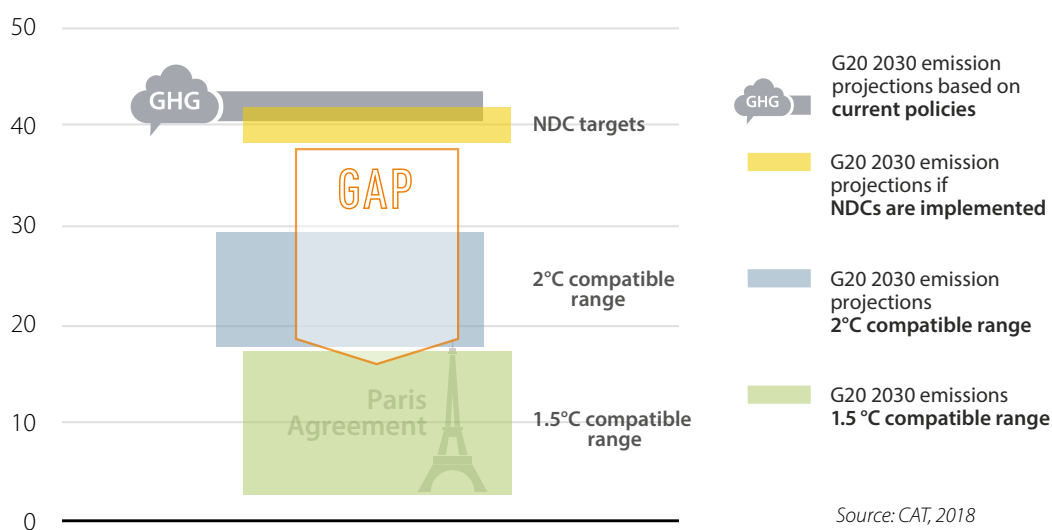 50
40
30
20
10
0
GHG
NDC targets
GAP
2°C compatible
range
Paris
Agreement
1.5°C compatible
range
GHG
G20 2030 emission
projections based on
current policies
G20 2030 emission
projections if
NDCs are implemented
G20 2030 emission
projections
2°C compatible range
G20 2030 emissions
1.5 °C compatible range
Source: CAT, 2018